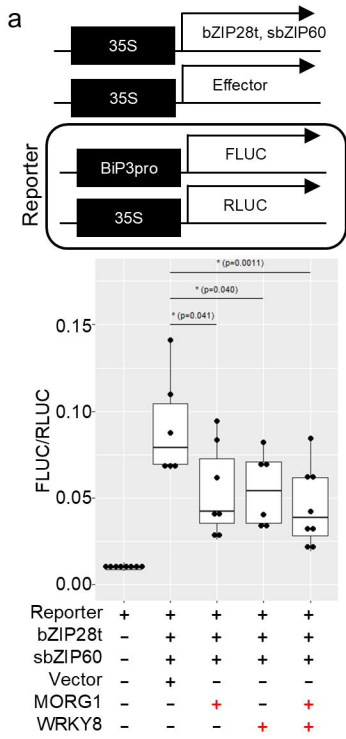 a
35S bZIP28t, sbZIP60
35S Effector
Reporter
BiP3pro FLUC
35S RLUC
* (p=0.0011)
* (p=0.040)
* (p=0.041)
FLUC/RLUC
0.15
0.10
0.05
0.00
Reporter + + + + +
bZIP28t – + + + +
sbZIP60 – + + + +
Vector – + – – –
MORG1 – – + – +
WRKY8 – – – + +